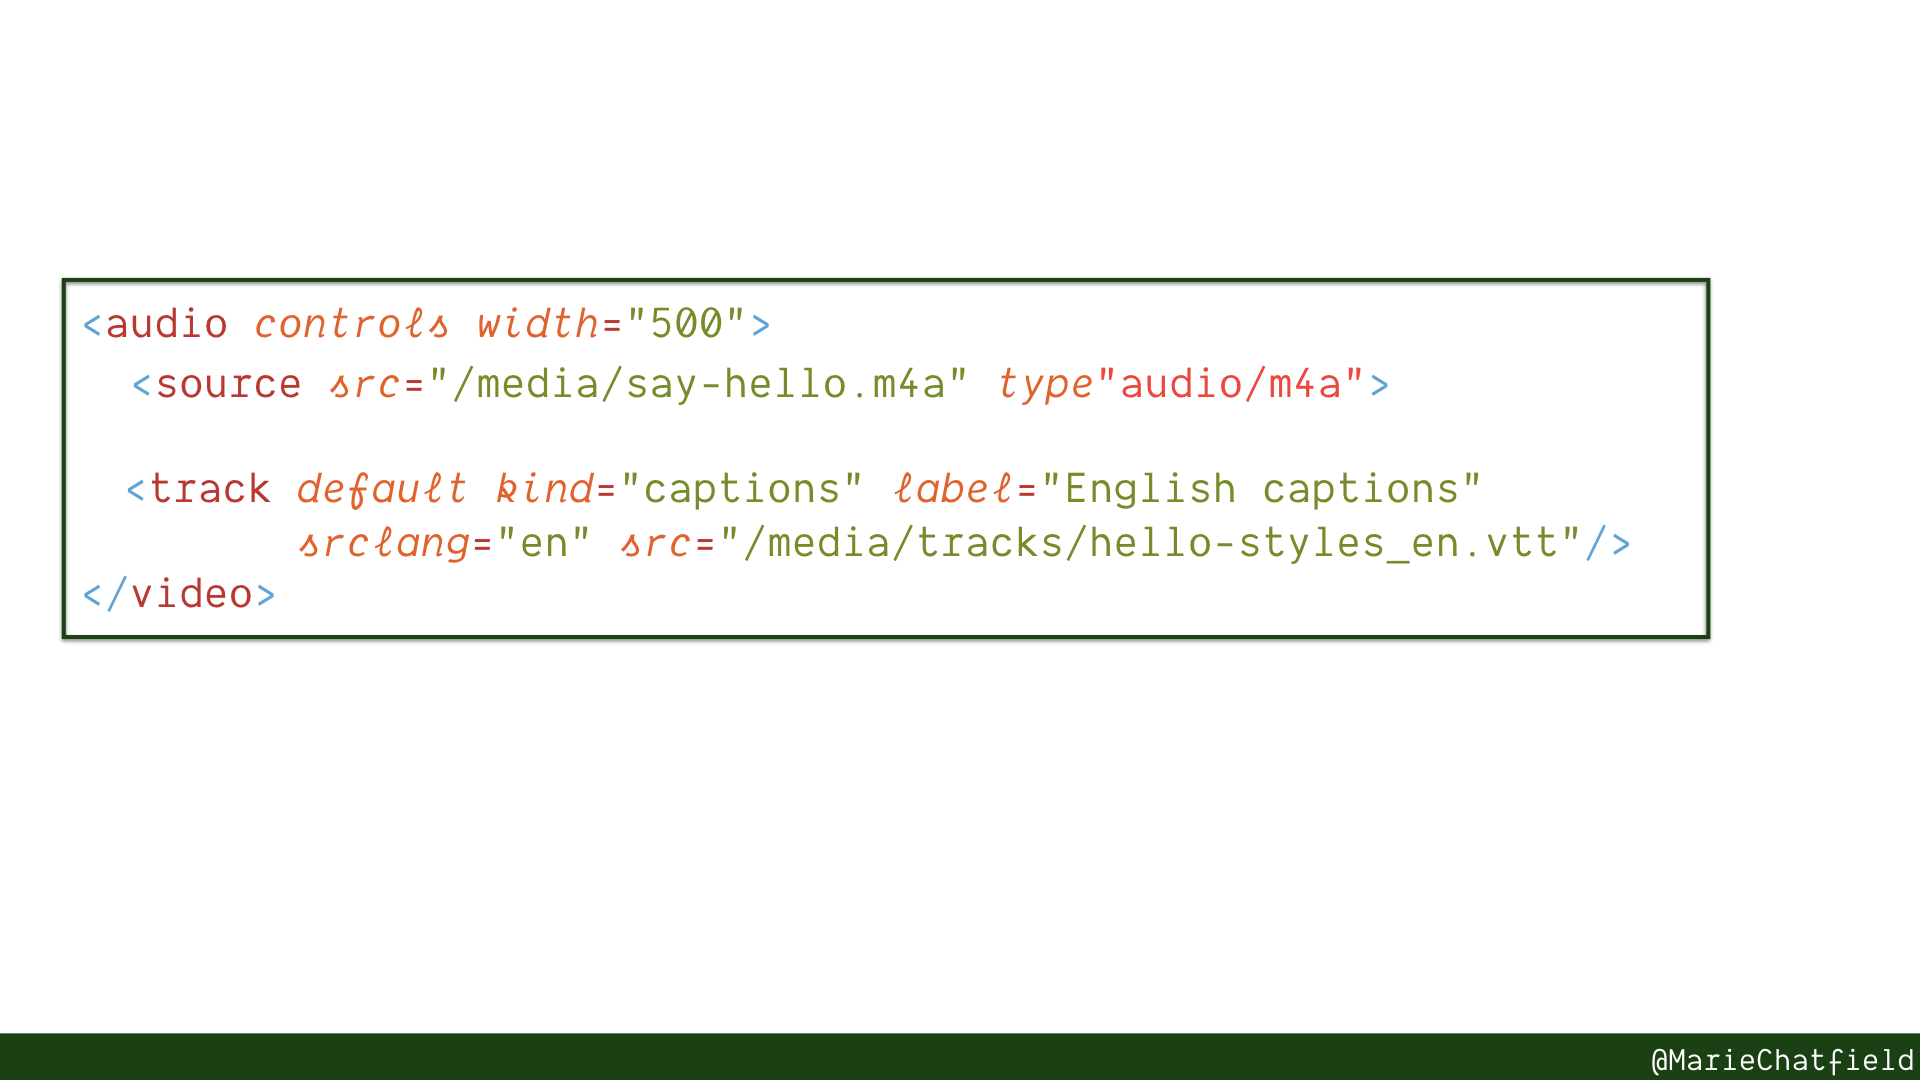 <audio controls width="500">
<source src="/media/say-hello.m4a" type"audio/m4a">
<track default kind="captions" label="English captions"
srclang="en" src="/media/tracks/hello-styles_en.vtt"/>
</video>
@MarieChatfield